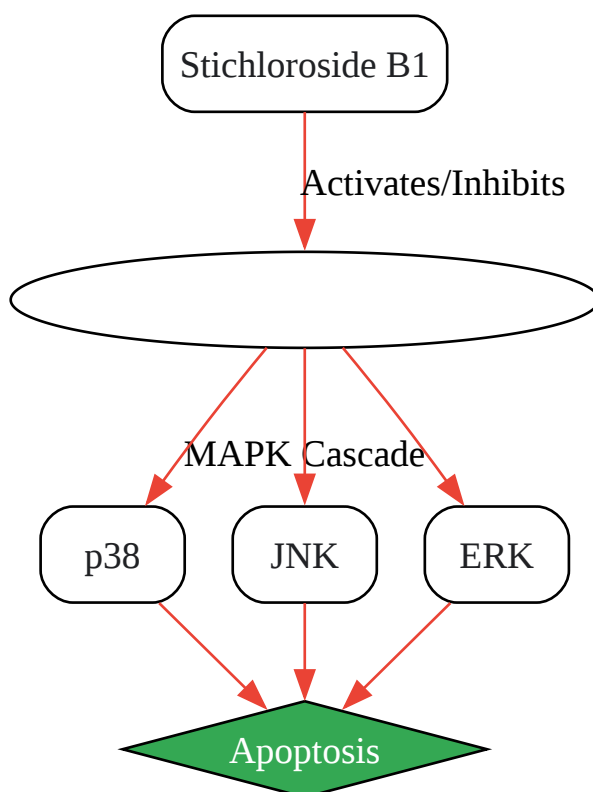 Stichloroside B1
Activates/Inhibits
MAPK Cascade
p38
JNK
ERK
Apoptosis